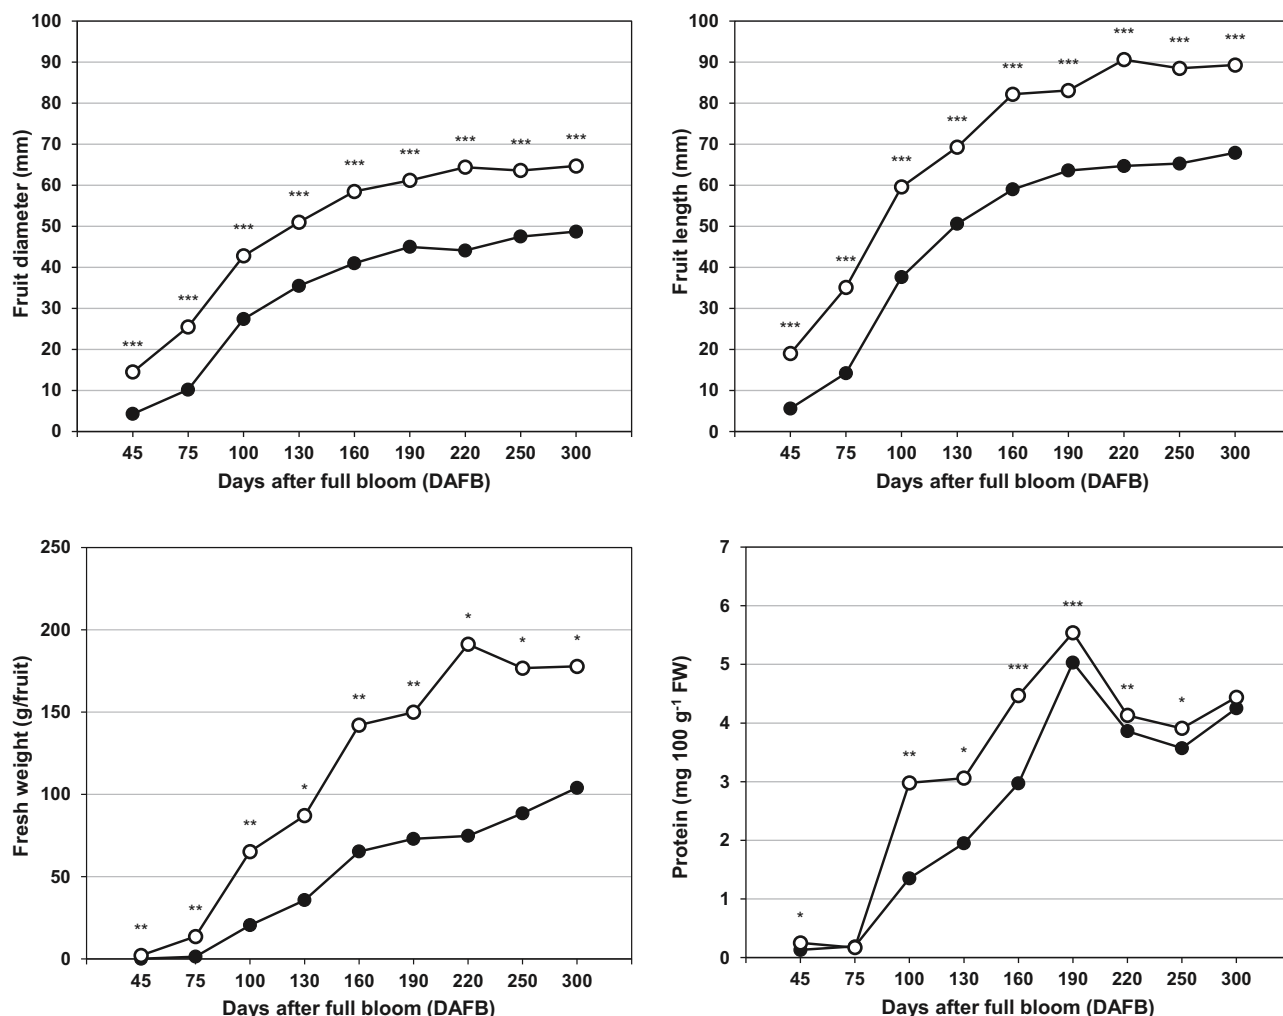 100
90
80
70
60
50
40
30
20
10
0
Fruit diameter (mm)
*** *** *** *** *** *** *** *** ***
45 75 100 130 160 190 220 250 300
Days after full bloom (DAFB)
100
90
80
70
60
50
40
30
20
10
0
Fruit length (mm)
*** *** *** *** *** *** *** *** ***
45 75 100 130 160 190 220 250 300
Days after full bloom (DAFB)
250
200
150
100
50
0
Fresh weight (g/fruit)
** ** ** * ** ** * * *
45 75 100 130 160 190 220 250 300
Days after full bloom (DAFB)
7
6
5
4
3
2
1
0
Protein (mg 100 g⁻¹ FW)
* ** * *** *** ** *
45 75 100 130 160 190 220 250 300
Days after full bloom (DAFB)